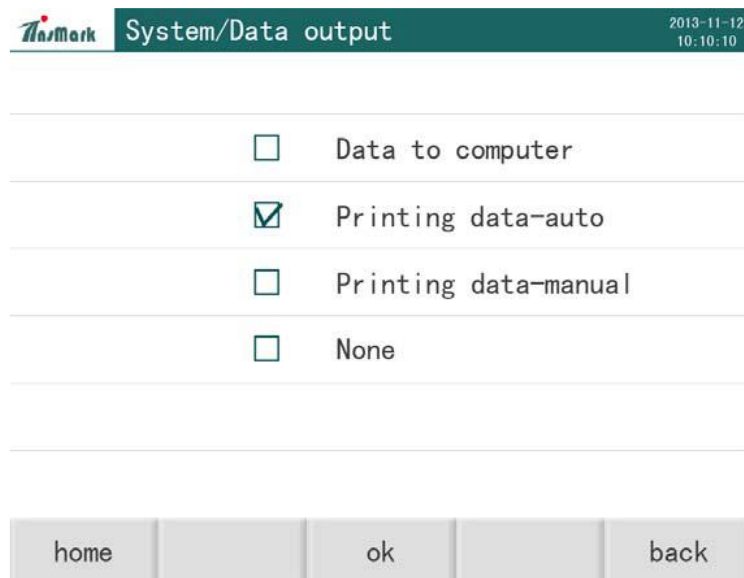 TinsMark System/Data output 2013-11-12
10:10:10
Data to computer
Printing data-auto
Printing data-manual
None
home ok back